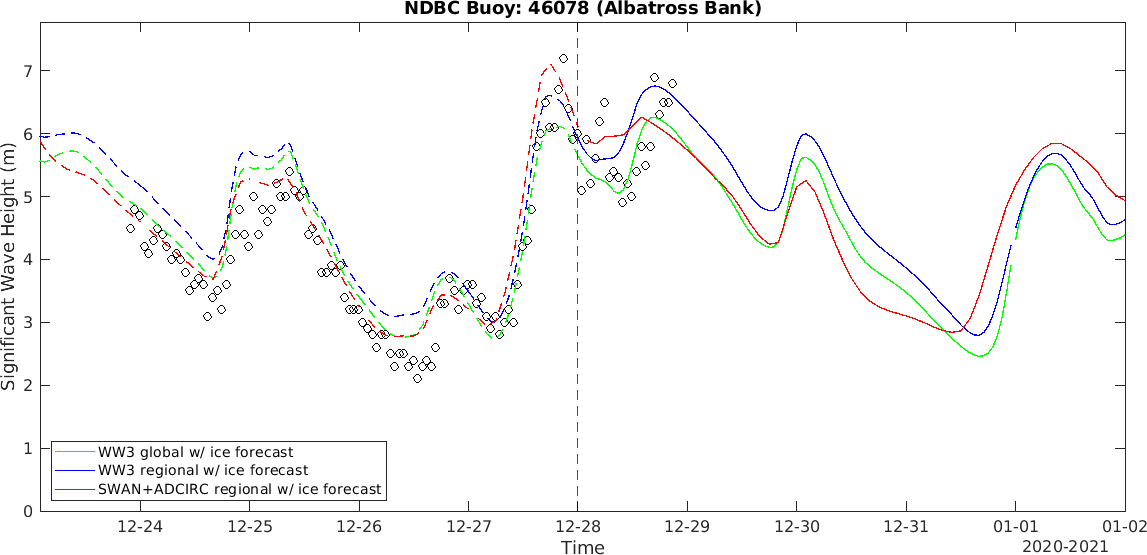 NDBC Buoy: 46078 (Albatross Bank)
Significant Wave Height (m)
7
6
5
4
3
2
1
0
WW3 global w/ ice forecast
WW3 regional w/ ice forecast
SWAN+ADCIRC regional w/ ice forecast
12-24 12-25 12-26 12-27 12-28 12-29 12-30 12-31 01-01 01-02
Time
2020-2021